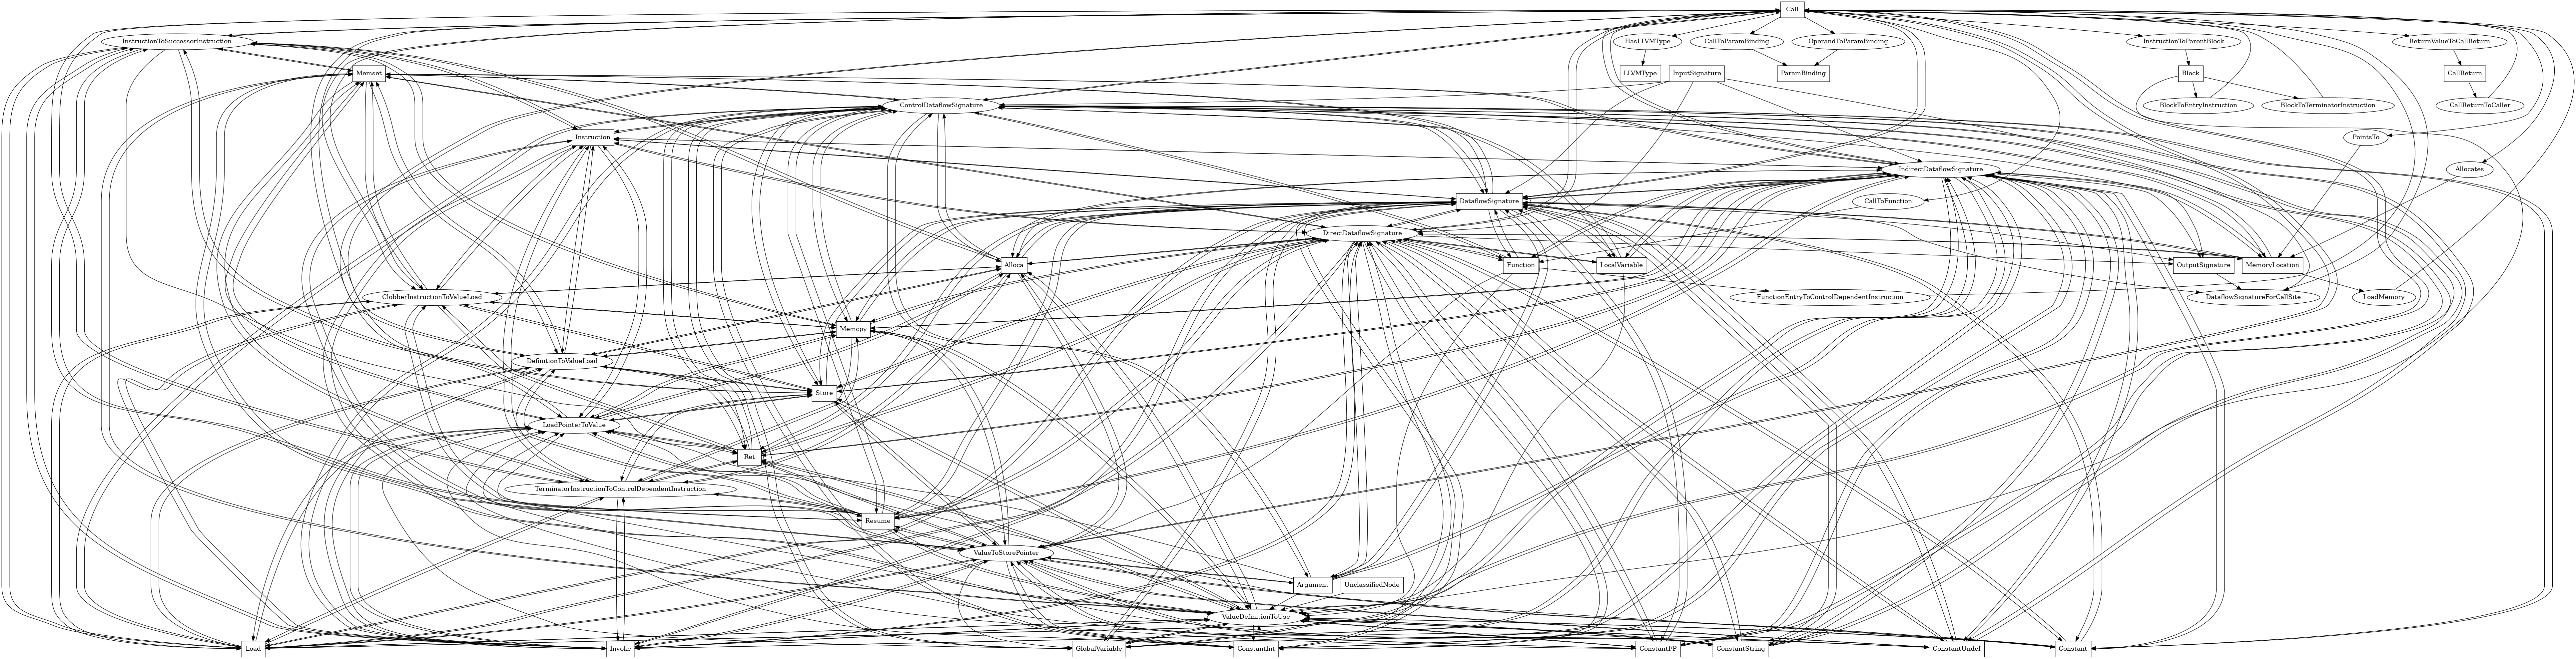 Call
InstructionToSuccessorInstruction
HasLLVMType
CallToParamBinding
OperandToParamBinding
InstructionToParentBlock
ReturnValueToCallReturn
Memset
LLVMType
InputSignature
ParamBinding
Block
CallReturn
ControlDataflowSignature
BlockToEntryInstruction
BlockToTerminatorInstruction
CallReturnToCaller
Instruction
PointsTo
IndirectDataflowSignature
Allocates
DataflowSignature
CallToFunction
DirectDataflowSignature
Alloca
Function
LocalVariable
OutputSignature
MemoryLocation
ClobberInstructionToValueLoad
FunctionEntryToControlDependentInstruction
DataflowSignatureForCallSite
LoadMemory
Memcpy
DefinitionToValueLoad
Store
LoadPointerToValue
Ret
TerminatorInstructionToControlDependentInstruction
Resume
ValueToStorePointer
Argument
UnclassifiedNode
ValueDefinitionToUse
Load
Invoke
GlobalVariable
ConstantInt
ConstantFP
ConstantString
ConstantUndef
Constant